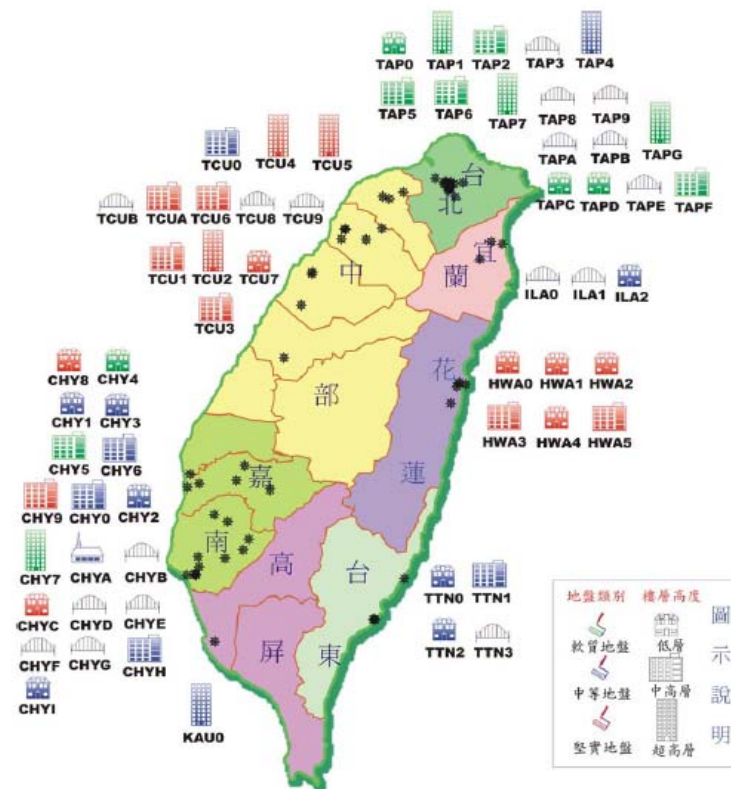 TAP0 TAP1 TAP2 TAP3 TAP4
TAP5 TAP6 TAP7 TAP8 TAP9
TAPA TAPB TAPG
TAPC TAPD TAPE TAPF
TCU0 TCU4 TCU5
TCUB TCUA TCU6 TCU8 TCU9
TCU1 TCU2 TCU7
TCU3
台
北
宜
蘭
中
部
花
蓮
嘉
南
高
屏
台
東
ILA0 ILA1 ILA2
HWA0 HWA1 HWA2
HWA3 HWA4 HWA5
CHY8 CHY4
CHY1 CHY3
CHY5 CHY6
CHY9 CHY0 CHY2
CHY7 CHYA CHYB
CHYC CHYD CHYE
CHYF CHYG CHYH
CHYI
KAU0
TTN0 TTN1
TTN2 TTN3
地盤類別 樓層高度
軟質地盤 低層
中等地盤 中高層
堅實地盤 超高層
圖
示
說
明